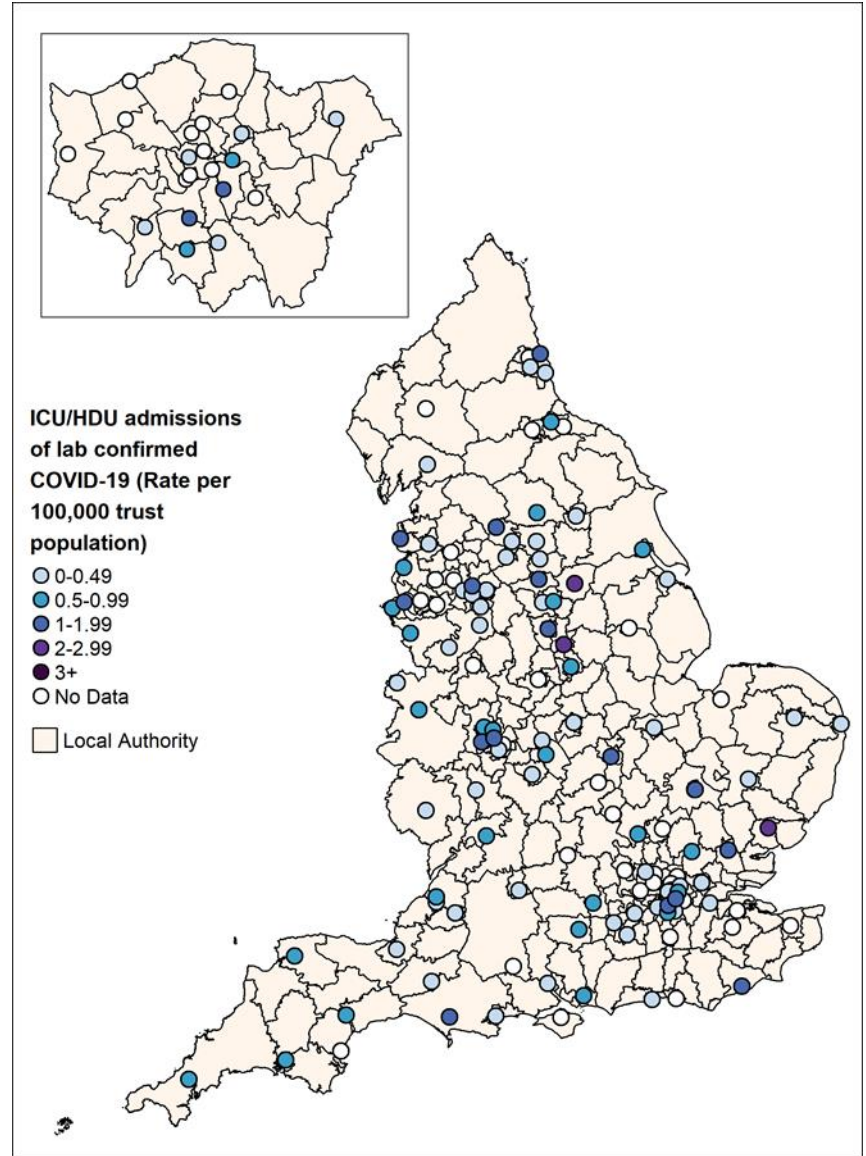 ICU/HDU admissions
of lab confirmed
COVID-19 (Rate per
100,000 trust
population)
0-0.49
0.5-0.99
1-1.99
2-2.99
3+
No Data
Local Authority